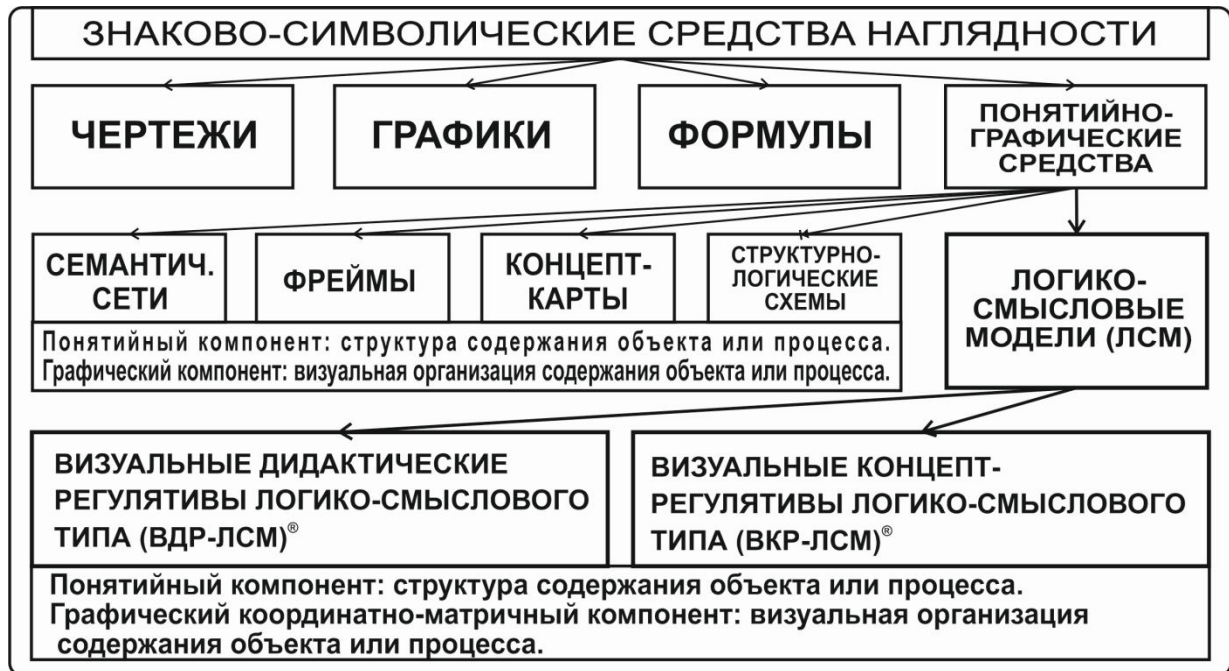 ЗНАКОВО-СИМВОЛИЧЕСКИЕ СРЕДСТВА НАГЛЯДНОСТИ
ЧЕРТЕЖИ
ГРАФИКИ
ФОРМУЛЫ
ПОНЯТИЙНО-
ГРАФИЧЕСКИЕ
СРЕДСТВА
СЕМАНТИЧ.
СЕТИ
ФРЕЙМЫ
КОНЦЕПТ-
КАРТЫ
СТРУКТУРНО-
ЛОГИЧЕСКИЕ
СХЕМЫ
ЛОГИКО-
СМЫСЛОВЫЕ
МОДЕЛИ (ЛСМ)
Понятийный компонент: структура содержания объекта или процесса.
Графический компонент: визуальная организация содержания объекта или процесса.
ВИЗУАЛЬНЫЕ ДИДАКТИЧЕСКИЕ
РЕГУЛЯТИВЫ ЛОГИКО-СМЫСЛОВОГО
ТИПА (ВДР-ЛСМ)®
ВИЗУАЛЬНЫЕ КОНЦЕПТ-
РЕГУЛЯТИВЫ ЛОГИКО-СМЫСЛОВОГО
ТИПА (ВКР-ЛСМ)®
Понятийный компонент: структура содержания объекта или процесса.
Графический координатно-матричный компонент: визуальная организация
содержания объекта или процесса.